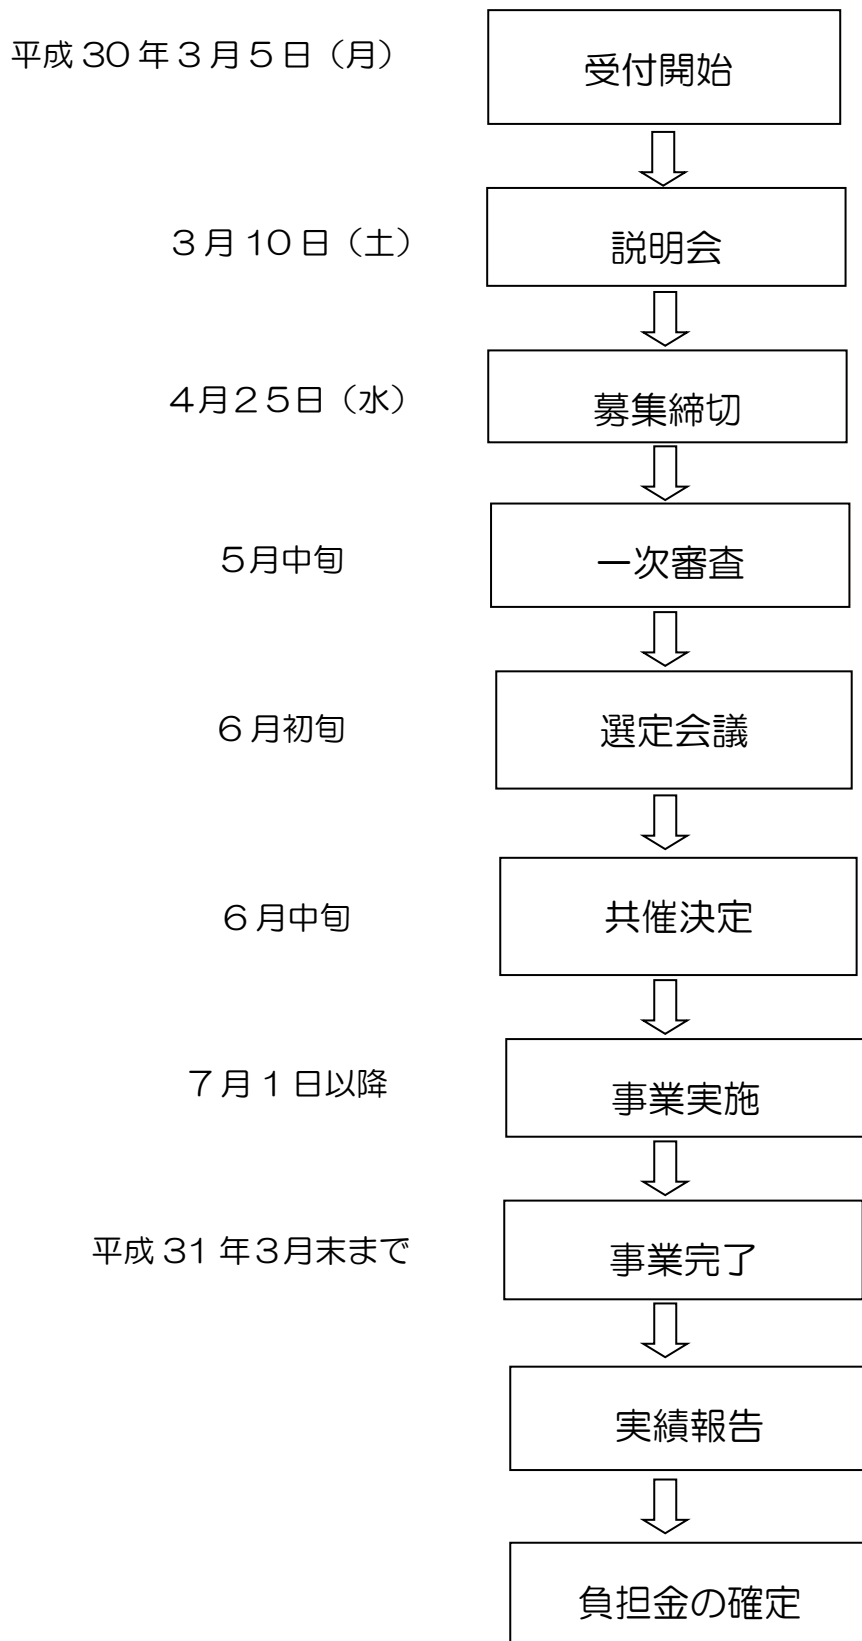 平成30年3月5日（月）
受付開始
3月10日（土）
説明会
4月25日（水）
募集締切
5月中旬
一次審査
6月初旬
選定会議
6月中旬
共催決定
7月1日以降
事業実施
平成31年3月末まで
事業完了
実績報告
負担金の確定